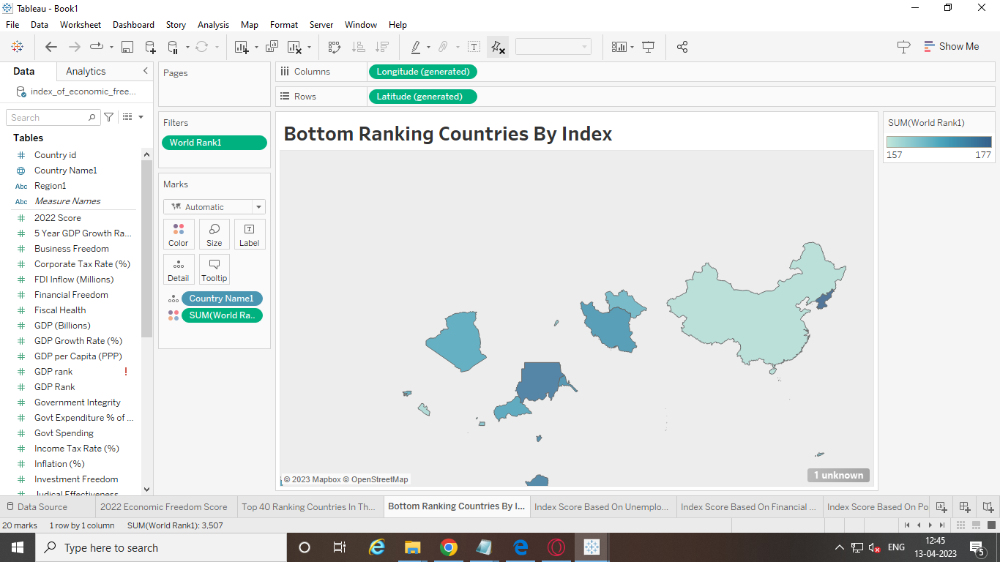 Tableau - Book1
File Data Worksheet Dashboard Story Analysis Map Format Server Window Help
Show Me
Data Analytics
index_of_economic_free...
Search
Tables
Country id
Country Name1
Abc Region1
Abc Measure Names
2022 Score
5 Year GDP Growth Ra...
Business Freedom
Corporate Tax Rate (%)
FDI Inflow (Millions)
Financial Freedom
Fiscal Health
GDP (Billions)
GDP Growth Rate (%)
GDP per Capita (PPP)
GDP rank !
GDP Rank
Government Integrity
Govt Expenditure % of ...
Govt Spending
Income Tax Rate (%)
Inflation (%)
Investment Freedom
Judical Effectiveness
Pages
Filters
World Rank1
Marks
Automatic
Color Size Label
Detail Tooltip
Country Name1
SUM(World Ra..
Columns Longitude (generated)
Rows Latitude (generated)
Bottom Ranking Countries By Index
© 2023 Mapbox © OpenStreetMap
1 unknown
SUM(World Rank1)
157 177
Data Source 2022 Economic Freedom Score Top 40 Ranking Countries In Th... Bottom Ranking Countries By I... Index Score Based On Unemplo... Index Score Based On Financial ... Index Score Based On Po
20 marks 1 row by 1 column SUM(World Rank1): 3,507
Type here to search
ENG
12:45
13-04-2023
5